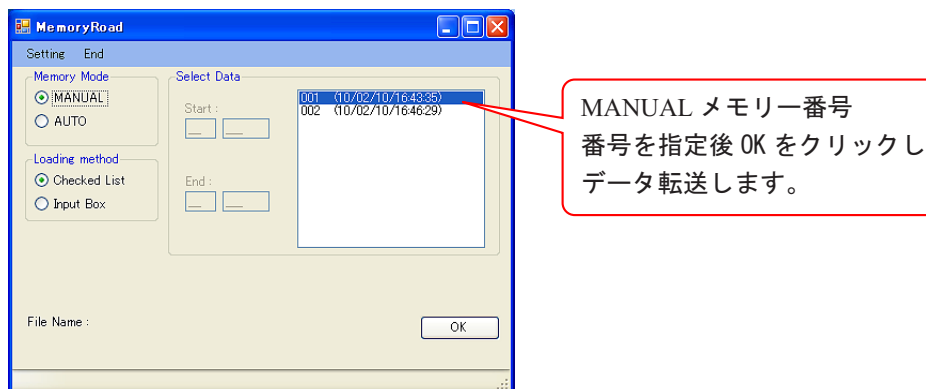 MemoryRoad
Setting End
Memory Mode
MANUAL
AUTO
Loading method
Checked List
Input Box
Select Data
Start :
End :
001 (10/02/10/16:43:35)
002 (10/02/10/16:46:29)
File Name :
OK
MANUAL メモリー番号
番号を指定後 OK をクリックし
データ転送します。